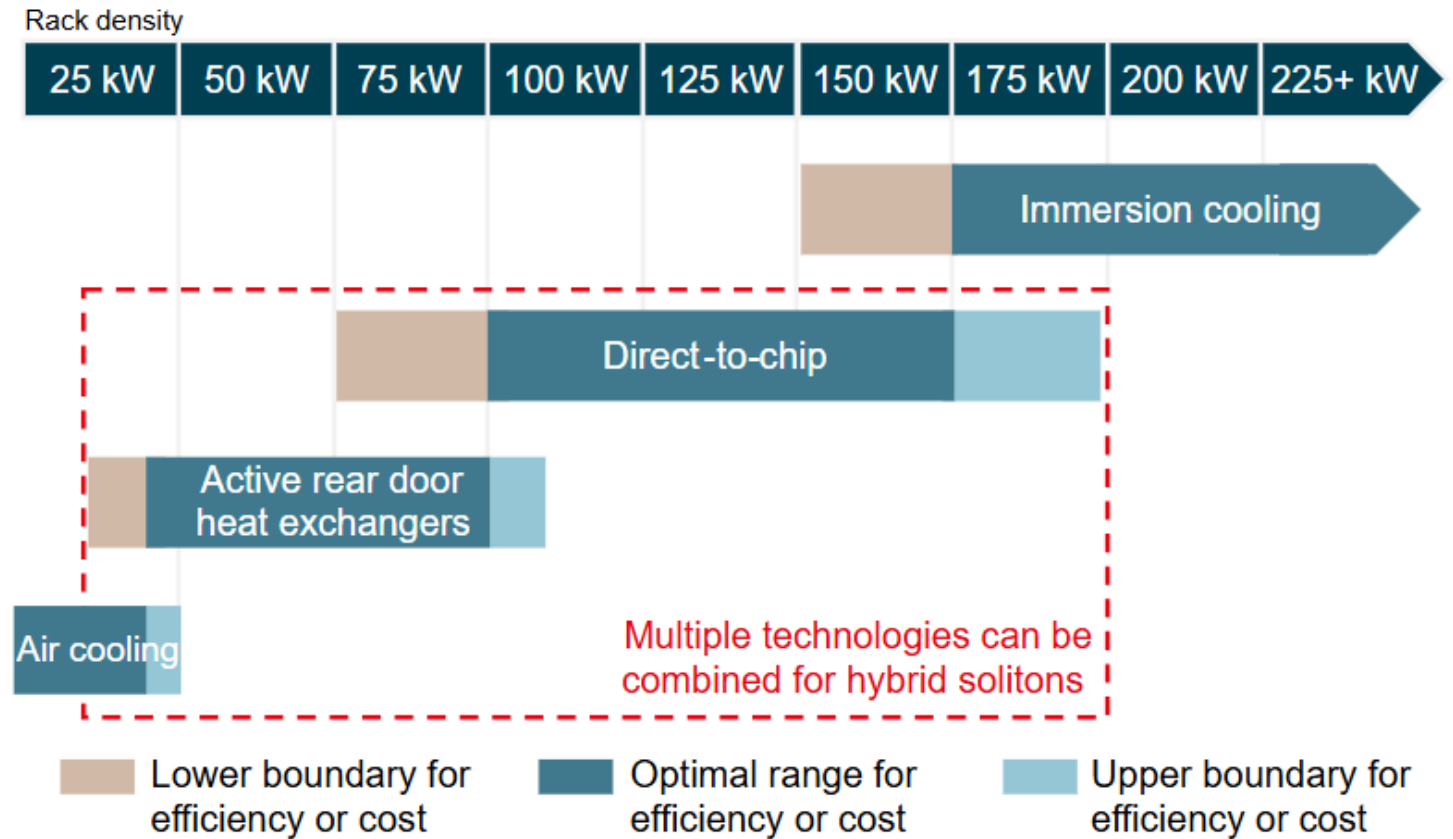 Rack density
25 kW 50 kW 75 kW 100 kW 125 kW 150 kW 175 kW 200 kW 225+ kW
Immersion cooling
Direct-to-chip
Active rear door
heat exchangers
Air cooling
Multiple technologies can be
combined for hybrid solitons
Lower boundary for
efficiency or cost
Optimal range for
efficiency or cost
Upper boundary for
efficiency or cost